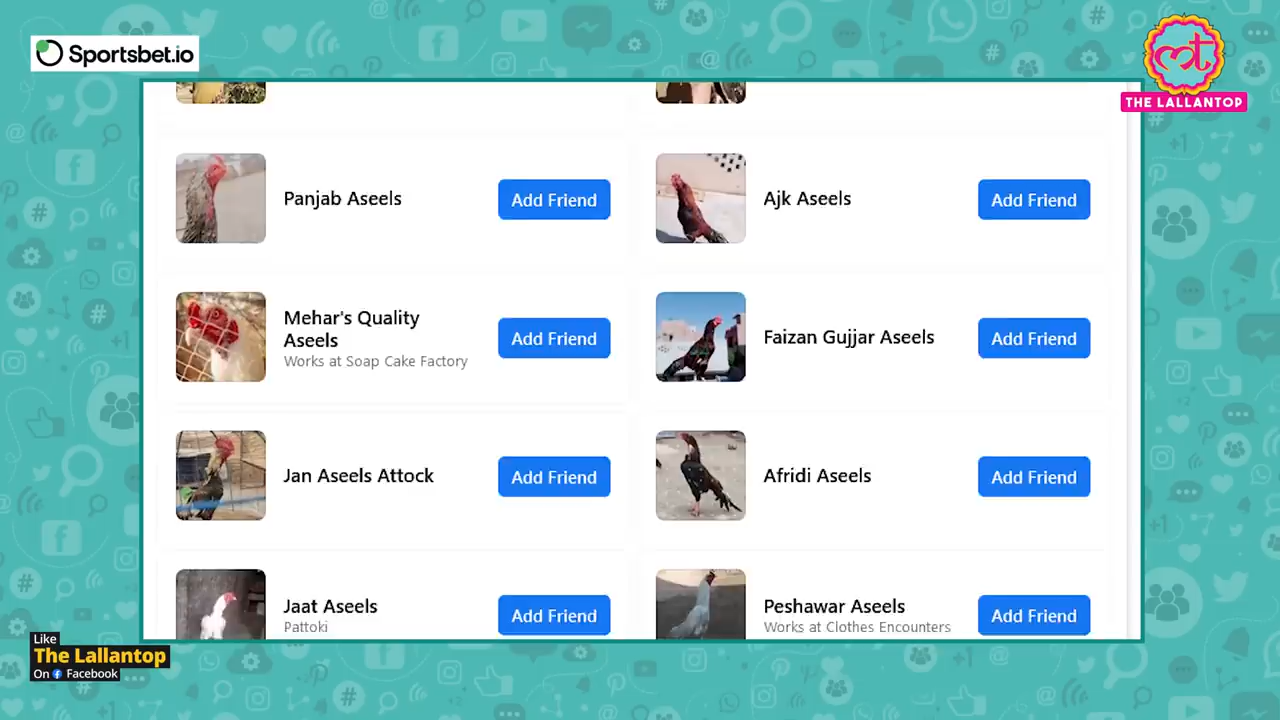 Sportsbet.io
THE LALLANTOP
Panjab Aseels
Add Friend
Ajk Aseels
Add Friend
Mehar's Quality
Aseels
Works at Soap Cake Factory
Add Friend
Faizan Gujjar Aseels
Add Friend
Jan Aseels Attock
Add Friend
Afridi Aseels
Add Friend
Jaat Aseels
Pattoki
Add Friend
Peshawar Aseels
Works at Clothes Encounters
Add Friend
Like
The Lallantop
On Facebook